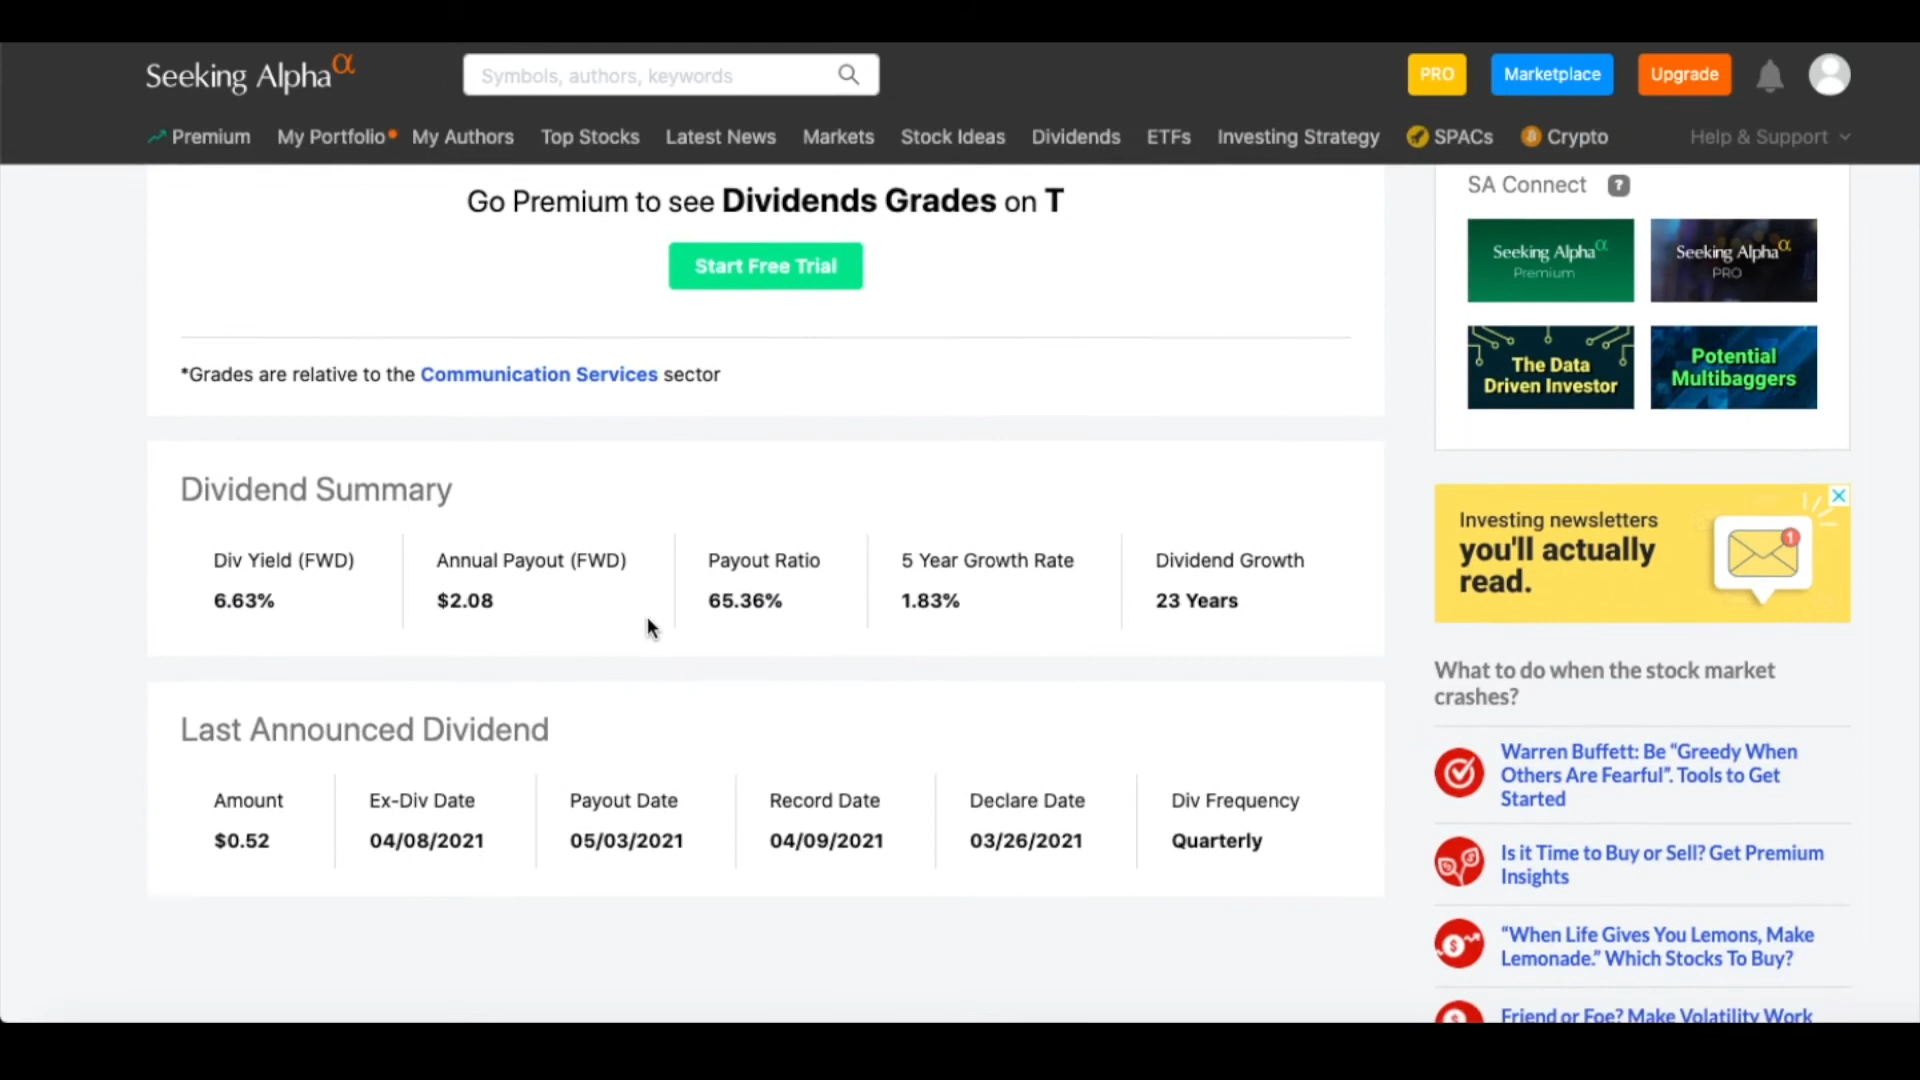 Seeking Alpha α
Symbols, authors, keywords
PRO
Marketplace
Upgrade
Premium
My Portfolio
My Authors
Top Stocks
Latest News
Markets
Stock Ideas
Dividends
ETFs
Investing Strategy
SPACs
Crypto
Help & Support
Go Premium to see Dividends Grades on T
Start Free Trial
*Grades are relative to the Communication Services sector
Dividend Summary
Div Yield (FWD)
Annual Payout (FWD)
Payout Ratio
5 Year Growth Rate
Dividend Growth
6.63%
$2.08
65.36%
1.83%
23 Years
Last Announced Dividend
Amount
Ex-Div Date
Payout Date
Record Date
Declare Date
Div Frequency
$0.52
04/08/2021
05/03/2021
04/09/2021
03/26/2021
Quarterly
SA Connect ?
Seeking Alpha α
Premium
Seeking Alpha α
PRO
The Data
Driven Investor
Potential
Multibaggers
Investing newsletters
you'll actually
read.
1
What to do when the stock market
crashes?
Warren Buffett: Be “Greedy When
Others Are Fearful”. Tools to Get
Started
Is it Time to Buy or Sell? Get Premium
Insights
“When Life Gives You Lemons, Make
Lemonade.” Which Stocks To Buy?
Friend or Foe? Make Volatility Work